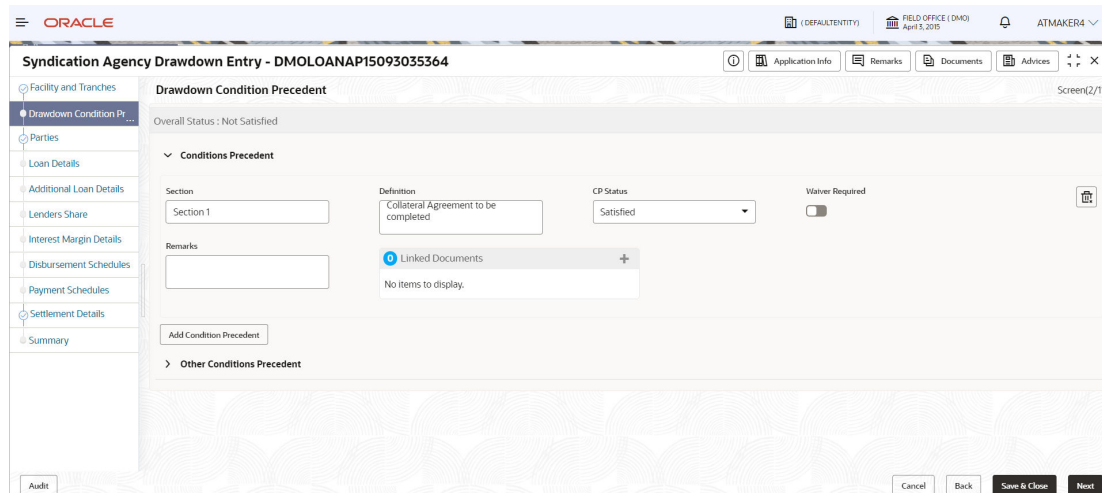 ORACLE
( DEFAULTENTITY)
FIELD OFFICE ( DMO)
April 3, 2015
ATMAKER4
Syndication Agency Drawdown Entry - DMOLOANAP15093035364
Application Info
Remarks
Documents
Advices
Facility and Tranches
Drawdown Condition Pr...
Parties
Loan Details
Additional Loan Details
Lenders Share
Interest Margin Details
Disbursement Schedules
Payment Schedules
Settlement Details
Summary
Drawdown Condition Precedent
Screen(2/1
Overall Status : Not Satisfied
Conditions Precedent
Section
Section 1
Definition
Collateral Agreement to be
completed
CP Status
Satisfied
Waiver Required
Remarks
0 Linked Documents
No items to display.
Add Condition Precedent
Other Conditions Precedent
Audit
Cancel
Back
Save & Close
Next